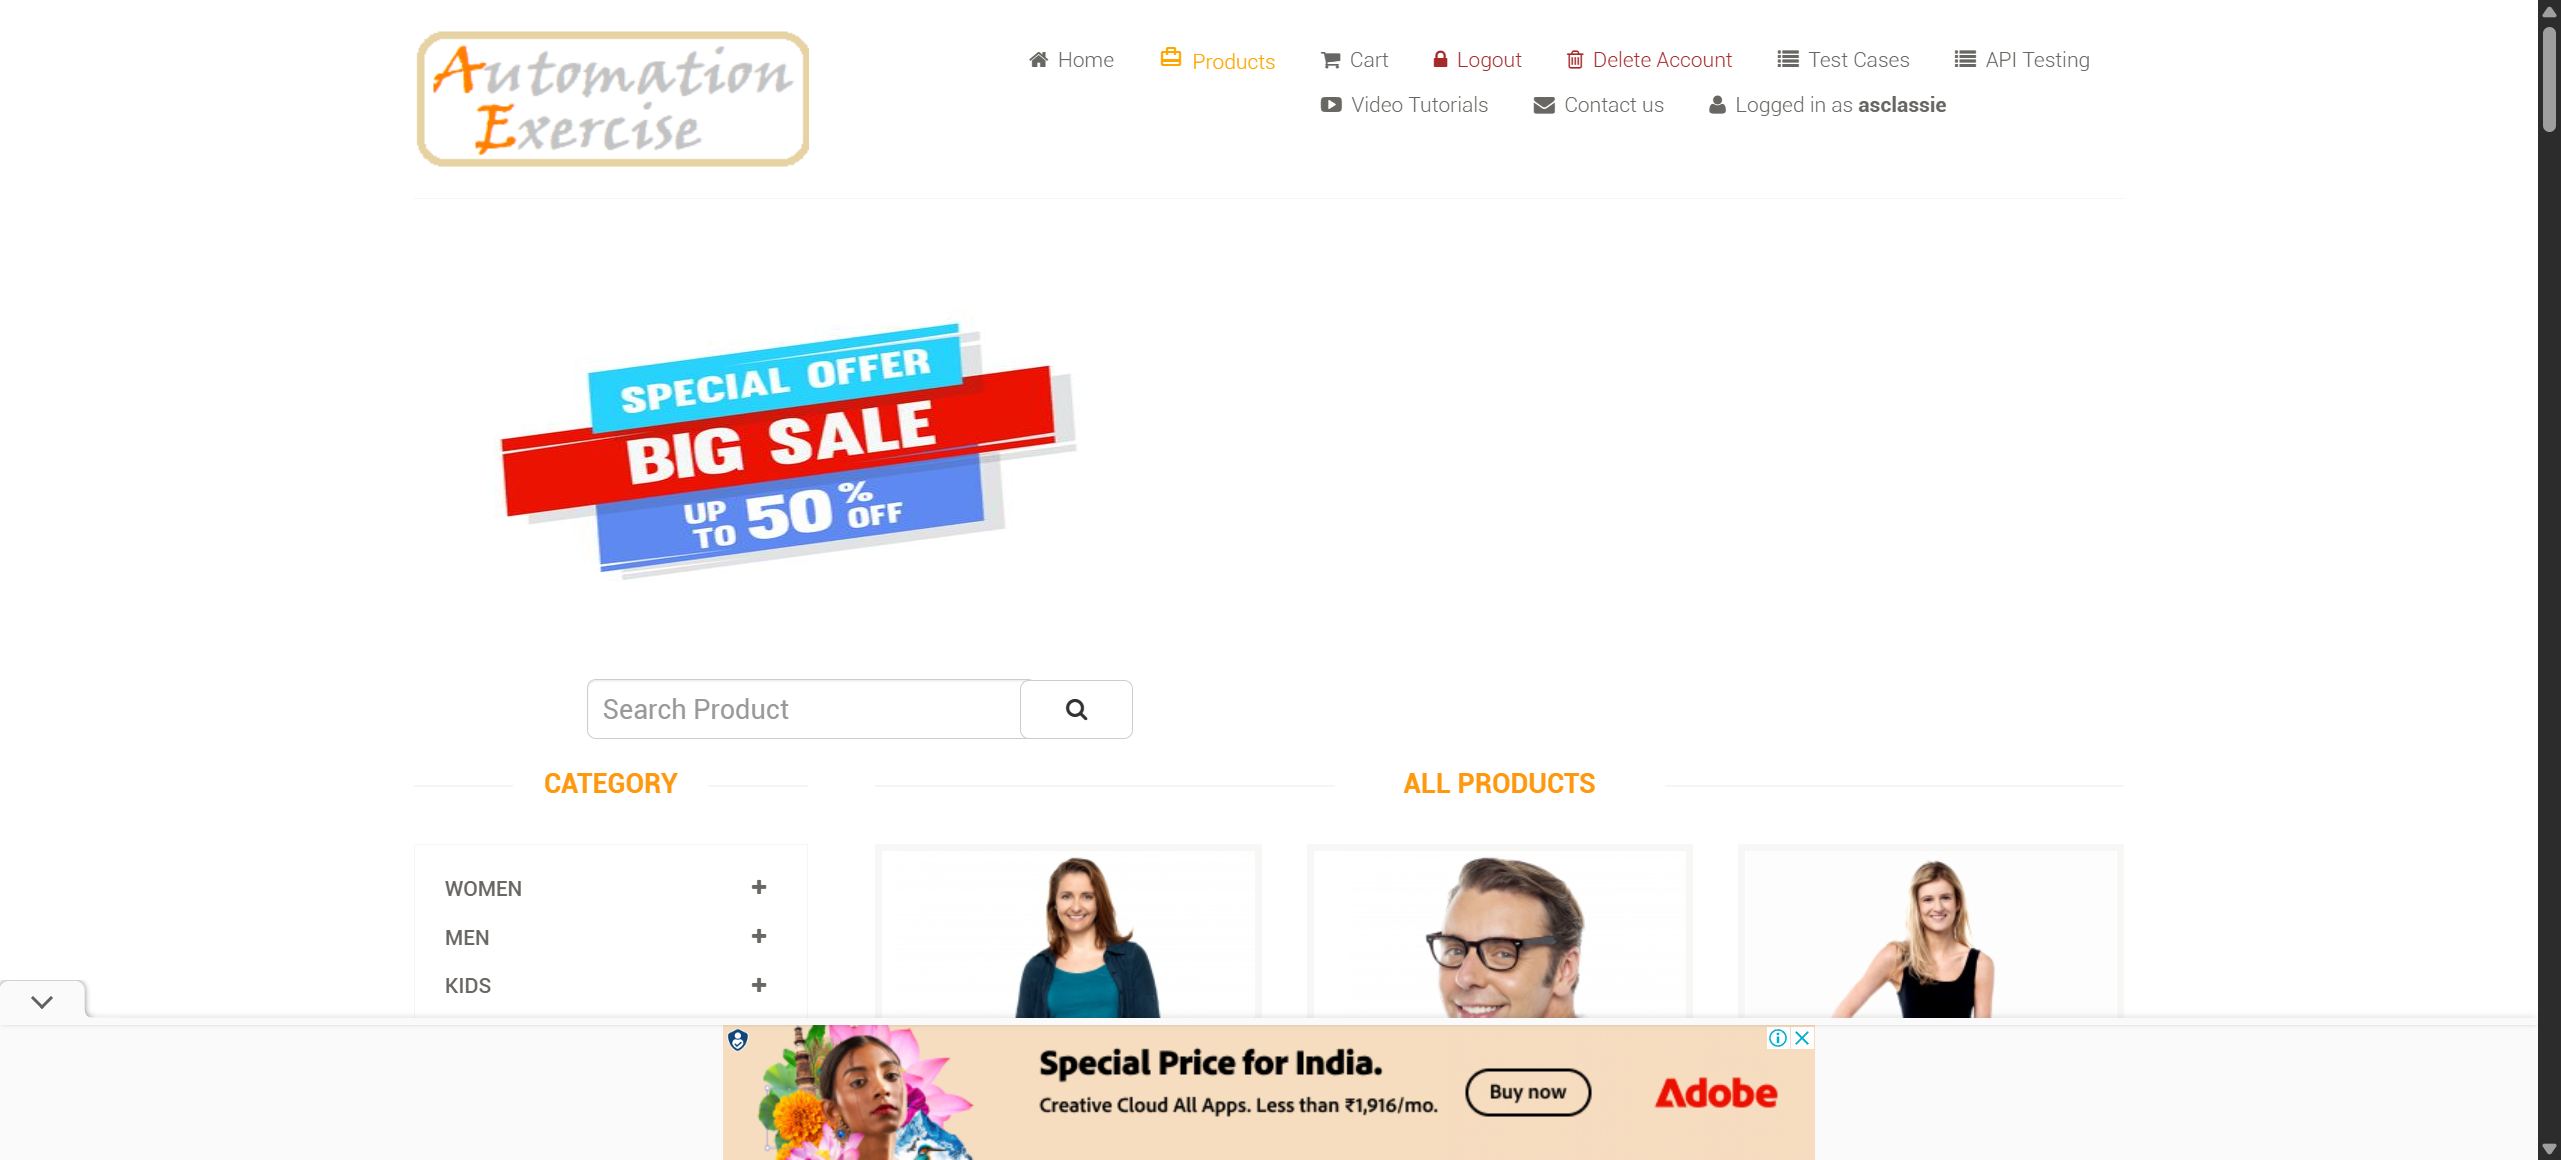 Automation
Exercise
Home
Products
Cart
Logout
Delete Account
Test Cases
API Testing
Video Tutorials
Contact us
Logged in as asclassie
SPECIAL OFFER
BIG SALE
UP TO 50% OFF
Search Product
CATEGORY
ALL PRODUCTS
WOMEN
MEN
KIDS
Special Price for India.
Creative Cloud All Apps. Less than ₹1,916/mo.
Buy now
Adobe